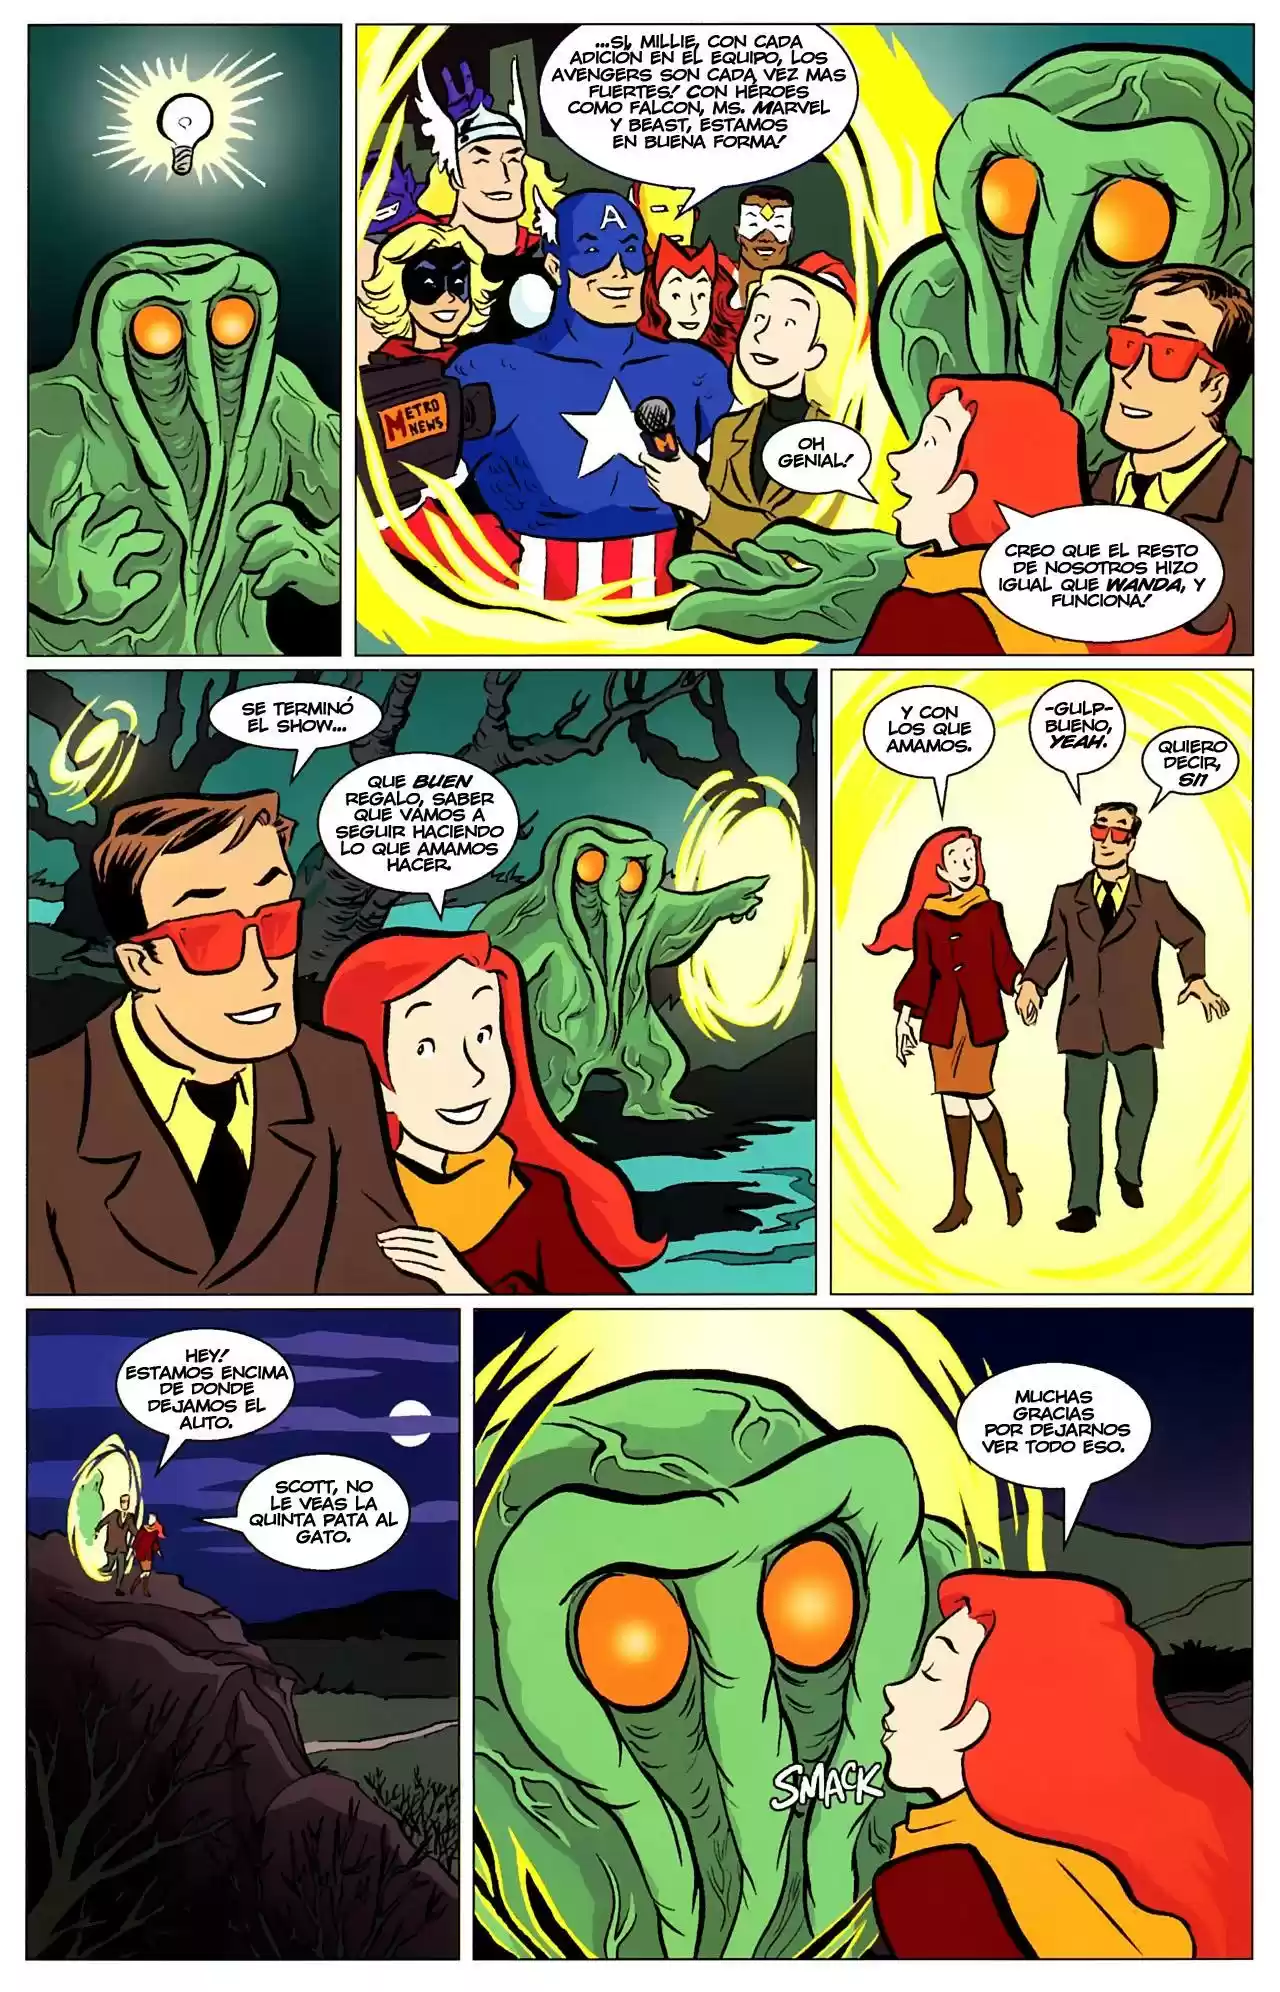 ...SI, MILLIE, CON CADA
ADICION EN EL EQUIPO, LOS
AVENGERS SON CADA VEZ MAS
FUERTES! CON HÉROES
COMO FALCON, MS. MARVEL
Y BEAST, ESTAMOS
EN BUENA FORMA!
A
METRO
NEWS
M
OH
GENIAL!
CREO QUE EL RESTO
DE NOSOTROS HIZO
IGUAL QUE WANDA, Y
FUNCIONA!
SE TERMINÓ
EL SHOW...
QUE BUEN
REGALO, SABER
QUE VAMOS A
SEGUIR HACIENDO
LO QUE AMAMOS
HACER.
Y CON
LOS QUE
AMAMOS.
-GULP-
BUENO,
YEAH.
QUIERO
DECIR,
SI1
HEY!
ESTAMOS ENCIMA
DE DONDE
DEJAMOS EL
AUTO.
SCOTT, NO
LE VEAS LA
QUINTA PATA AL
GATO.
MUCHAS
GRACIAS
POR DEJARNOS
VER TODO ESO.
SMACK